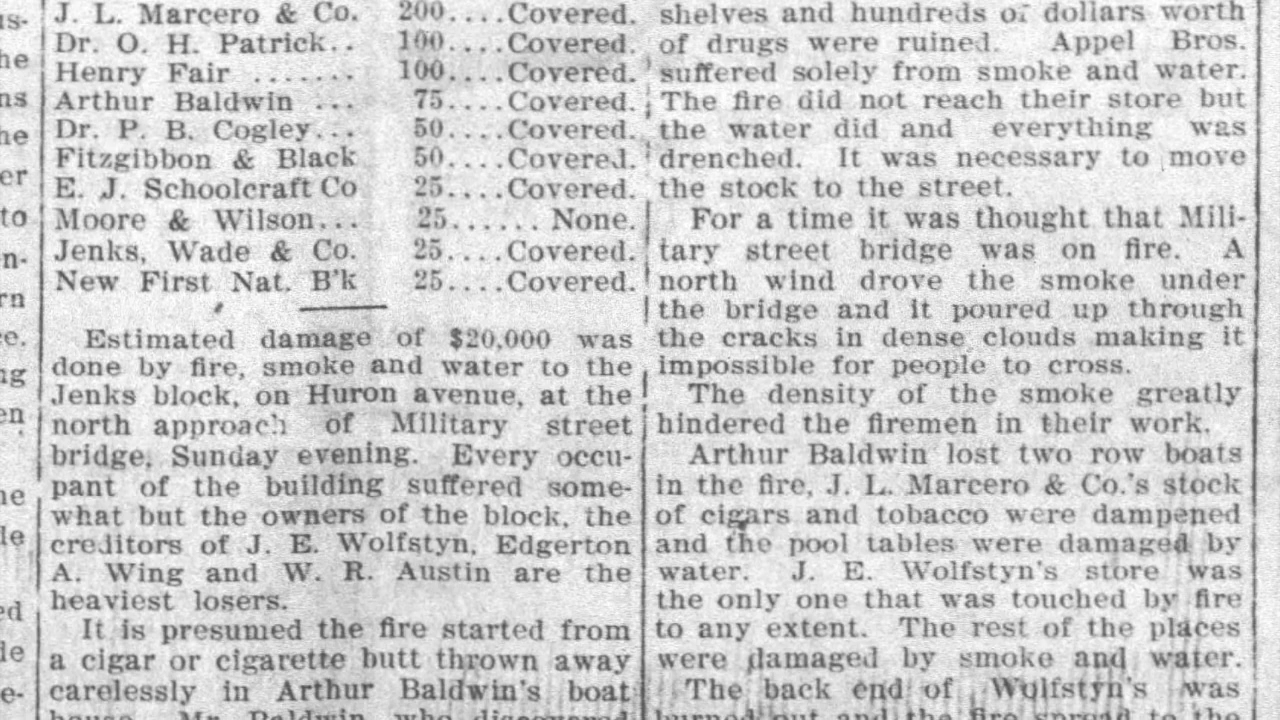 J. L. Marcero & Co. 200....Covered.
Dr. O. H. Patrick.. 100....Covered.
Henry Fair ....... 100....Covered.
Arthur Baldwin ... 75....Covered.
Dr. P. B. Cogley... 50....Covered.
Fitzgibbon & Black 50....Covered.
E. J. Schoolcraft Co 25....Covered.
Moore & Wilson... 25...... None.
Jenks, Wade & Co. 25....Covered.
New First Nat. B'k 25....Covered.
Estimated damage of $20,000 was
done by fire, smoke and water to the
Jenks block, on Huron avenue, at the
north approach of Military street
bridge, Sunday evening. Every occu-
pant of the building suffered some-
what but the owners of the block, the
creditors of J. E. Wolfstyn, Edgerton
A. Wing and W. R. Austin are the
heaviest losers.
It is presumed the fire started from
a cigar or cigarette butt thrown away
carelessly in Arthur Baldwin's boat
house. Mr. Baldwin who discovered
shelves and hundreds of dollars worth
of drugs were ruined. Appel Bros.
suffered solely from smoke and water.
The fire did not reach their store but
the water did and everything was
drenched. It was necessary to move
the stock to the street.
For a time it was thought that Mili-
tary street bridge was on fire. A
north wind drove the smoke under
the bridge and it poured up through
the cracks in dense clouds making it
impossible for people to cross.
The density of the smoke greatly
hindered the firemen in their work.
Arthur Baldwin lost two row boats
in the fire, J. L. Marcero & Co.'s stock
of cigars and tobacco were dampened
and the pool tables were damaged by
water. J. E. Wolfstyn's store was
the only one that was touched by fire
to any extent. The rest of the places
were damaged by smoke and water.
The back end of Wolfstyn's was
burned out and the fire spread to the